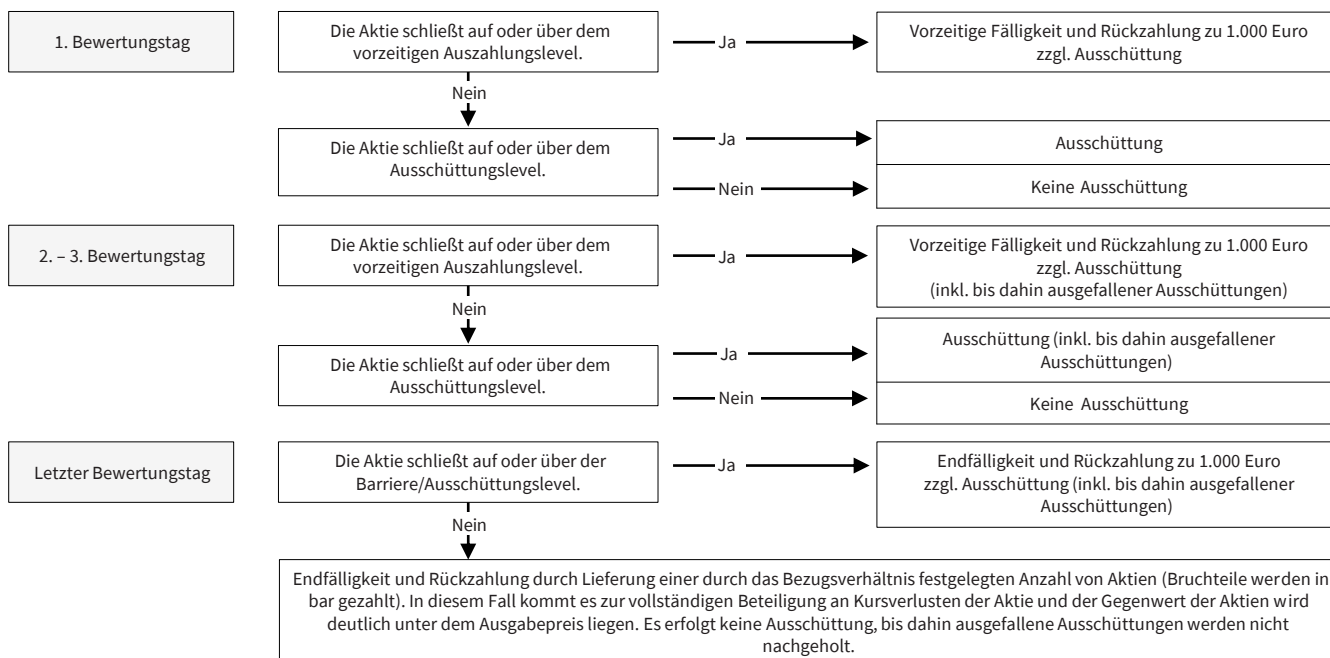 1. Bewertungstag
Die Aktie schließt auf oder über dem
vorzeitigen Auszahlungslevel.
Ja
Vorzeitige Fälligkeit und Rückzahlung zu 1.000 Euro
zzgl. Ausschüttung
Nein
Die Aktie schließt auf oder über dem
Ausschüttungslevel.
Ja
Ausschüttung
Nein
Keine Ausschüttung
2. – 3. Bewertungstag
Die Aktie schließt auf oder über dem
vorzeitigen Auszahlungslevel.
Ja
Vorzeitige Fälligkeit und Rückzahlung zu 1.000 Euro
zzgl. Ausschüttung
(inkl. bis dahin ausgefallener Ausschüttungen)
Nein
Die Aktie schließt auf oder über dem
Ausschüttungslevel.
Ja
Ausschüttung (inkl. bis dahin ausgefallener
Ausschüttungen)
Nein
Keine Ausschüttung
Letzter Bewertungstag
Die Aktie schließt auf oder über der
Barriere/Ausschüttungslevel.
Ja
Endfälligkeit und Rückzahlung zu 1.000 Euro
zzgl. Ausschüttung (inkl. bis dahin ausgefallener
Ausschüttungen)
Nein
Endfälligkeit und Rückzahlung durch Lieferung einer durch das Bezugsverhältnis festgelegten Anzahl von Aktien (Bruchteile werden in
bar gezahlt). In diesem Fall kommt es zur vollständigen Beteiligung an Kursverlusten der Aktie und der Gegenwert der Aktien wird
deutlich unter dem Ausgabepreis liegen. Es erfolgt keine Ausschüttung, bis dahin ausgefallene Ausschüttungen werden nicht
nachgeholt.